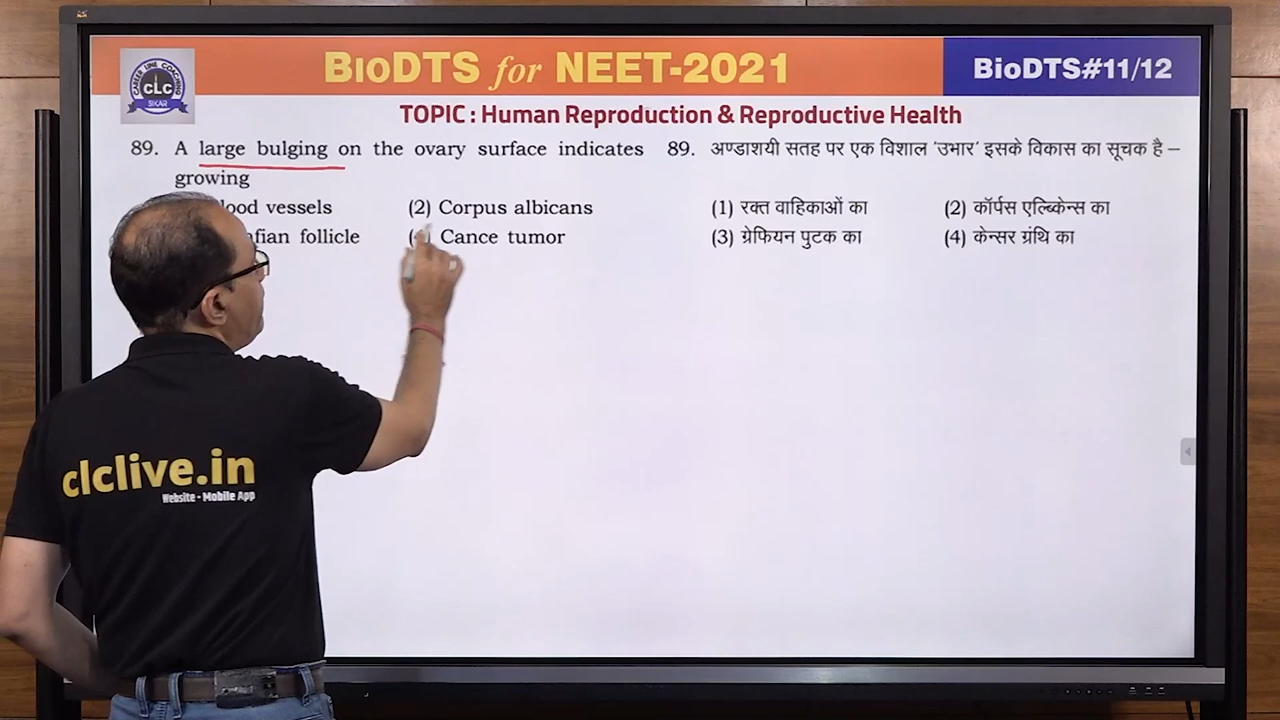 BIODTS for NEET-2021
BIODTS#11/12
CAREER LINE COACHING
CLC
SIKAR
TOPIC : Human Reproduction & Reproductive Health
89. A large bulging on the ovary surface indicates
growing
vessels
(2) Corpus albicans
follicle
Cance tumor
89. अण्डाशयी सतह पर एक विशाल 'उभार' इसके विकास का सूचक है –
(1) रक्त वाहिकाओं का
(2) कॉर्पस एल्बिकेन्स का
(3) ग्रेफियन पुटक का
(4) केन्सर ग्रंथि का
clclive.in
Website - Mobile App